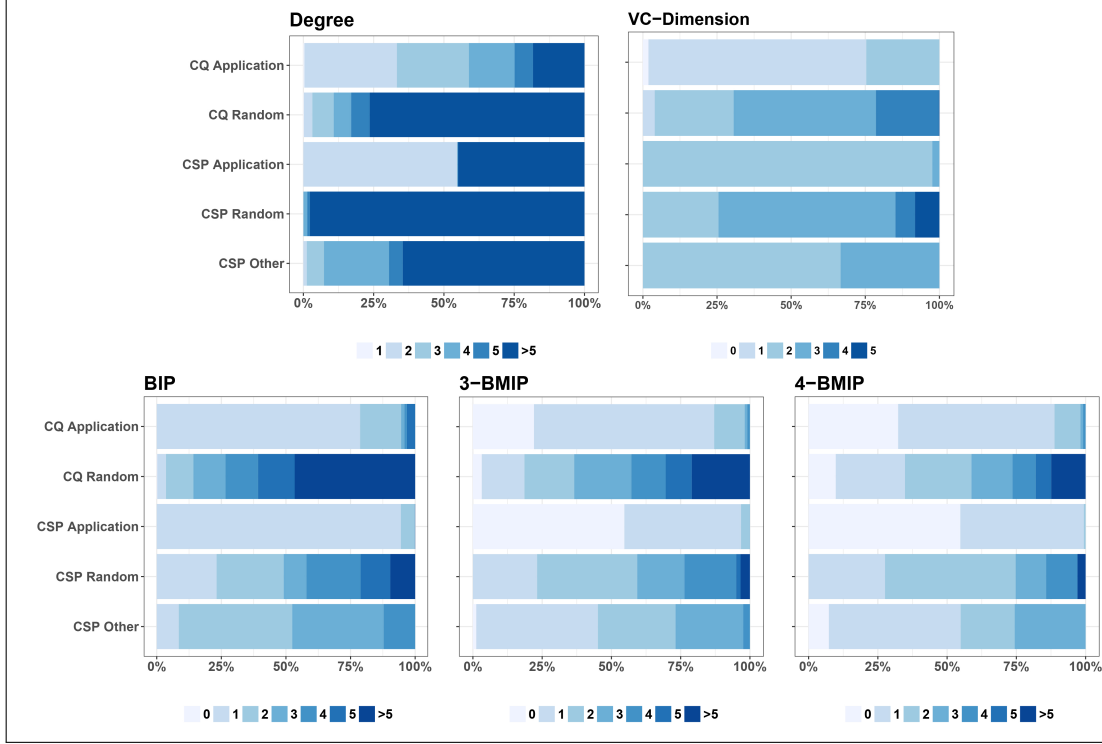 Degree VC−Dimension
CQ Application
CQ Random
CSP Application
CSP Random
CSP Other
0% 25% 50% 75% 100% 0% 25% 50% 75% 100%
1 2 3 4 5 >5 0 1 2 3 4 5
BIP 3−BMIP 4−BMIP
CQ Application
CQ Random
CSP Application
CSP Random
CSP Other
0% 25% 50% 75% 100% 0% 25% 50% 75% 100% 0% 25% 50% 75% 100%
0 1 2 3 4 5 >5 0 1 2 3 4 5 >5 0 1 2 3 4 5 >5